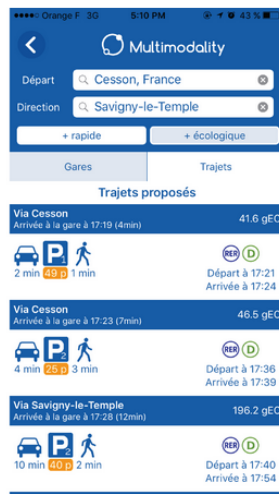 Orange F 3G 5:10 PM 43 %
Multimodality
Départ Cesson, France
Direction Savigny-le-Temple
+ rapide + écologique
Gares Trajets
Trajets proposés
Via Cesson 41.6 gEC
Arrivée à la gare à 17:19 (4min)
P1 RER D
2 min 49 p 1 min Départ à 17:21
Arrivée à 17:24
Via Cesson 46.5 gEC
Arrivée à la gare à 17:23 (7min)
P2 RER D
4 min 25 p 3 min Départ à 17:36
Arrivée à 17:39
Via Savigny-le-Temple 196.2 gEC
Arrivée à la gare à 17:28 (12min)
P2 RER D
10 min 40 p 2 min Départ à 17:40
Arrivée à 17:54